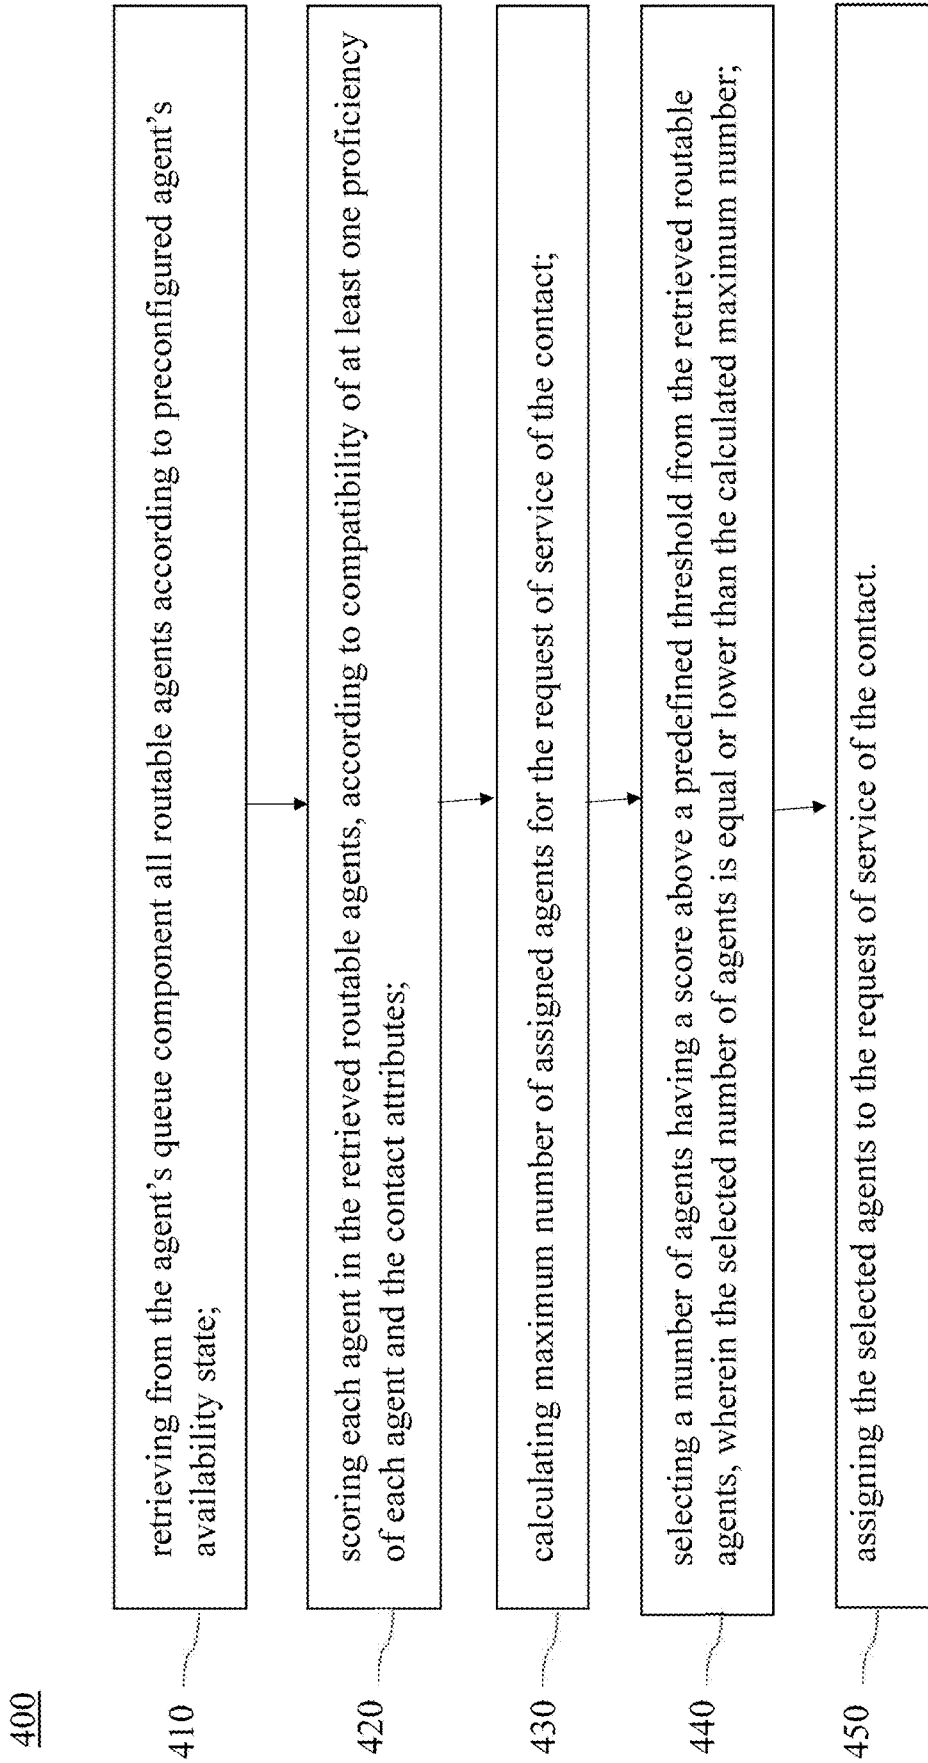 400
410
retrieving from the agent's queue component all routable agents according to preconfigured agent's
availability state;
420
scoring each agent in the retrieved routable agents, according to compatibility of at least one proficiency
of each agent and the contact attributes;
430
calculating maximum number of assigned agents for the request of service of the contact;
440
selecting a number of agents having a score above a predefined threshold from the retrieved routable
agents, wherein the selected number of agents is equal or lower than the calculated maximum number;
450
assigning the selected agents to the request of service of the contact.